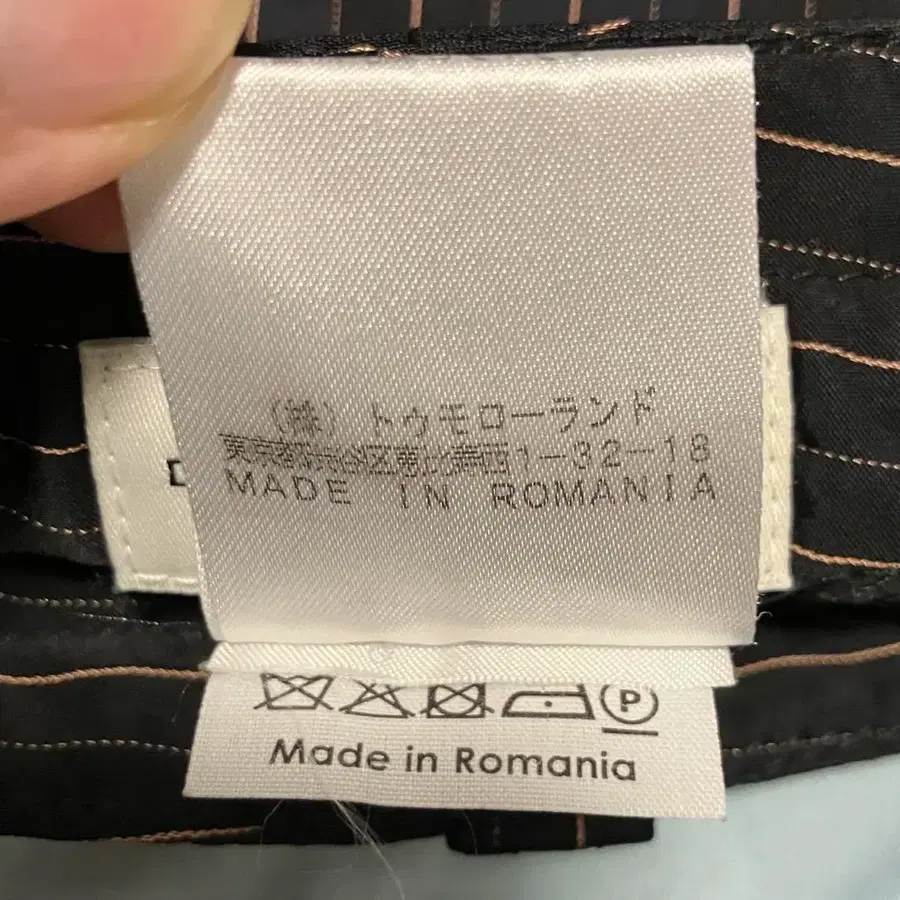 (株)トゥモローランド
東京都渋谷区恵比寿西1-32-18
MADE IN ROMANIA
D
P
Made in Romania